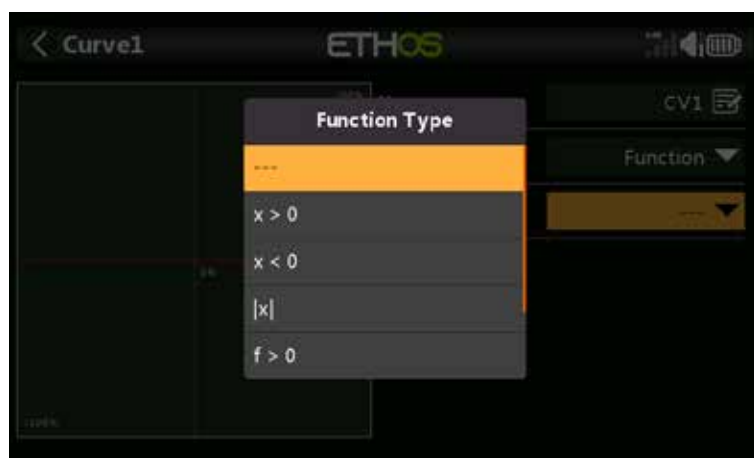 Curve1
ETHOS
CV1
Function Type
Function
---
---
x > 0
x < 0
|x|
f > 0